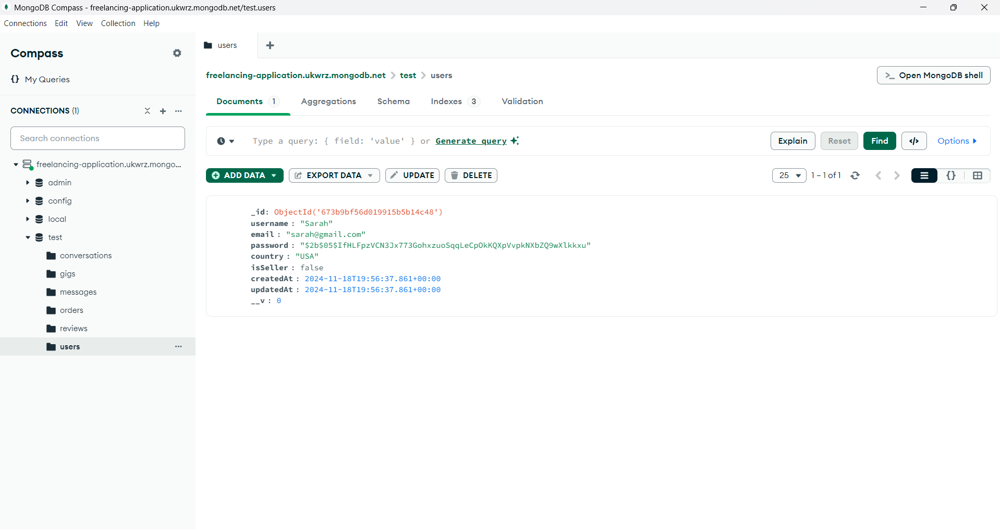 MongoDB Compass - freelancing-application.ukwrz.mongodb.net/test.users
Connections Edit View Collection Help
Compass
{} My Queries
CONNECTIONS (1)
Search connections
freelancing-application.ukwrz.mongo...
admin
config
local
test
conversations
gigs
messages
orders
reviews
users
users
freelancing-application.ukwrz.mongodb.net > test > users
>_ Open MongoDB shell
Documents 1 Aggregations Schema Indexes 3 Validation
Type a query: { field: 'value' } or Generate query
Explain Reset Find </> Options
ADD DATA EXPORT DATA UPDATE DELETE
25 1 – 1 of 1 {}
_id: ObjectId('673b9bf56d019915b5b14c48')
username : "Sarah"
email : "sarah@gmail.com"
password : "$2b$05$IfHLFpzVCN3Jx773GohxzuoSqqLeCpOkKQXpVvpkNXbZQ9wXlkkxu"
country : "USA"
isSeller : false
createdAt : 2024-11-18T19:56:37.861+00:00
updatedAt : 2024-11-18T19:56:37.861+00:00
__v : 0